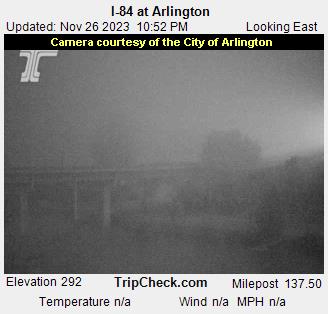 I-84 at Arlington
Updated: Nov 26 2023 10:52 PM Looking East
Camera courtesy of the City of Arlington
Elevation 292 TripCheck.com Milepost 137.50
Temperature n/a Wind n/a MPH n/a